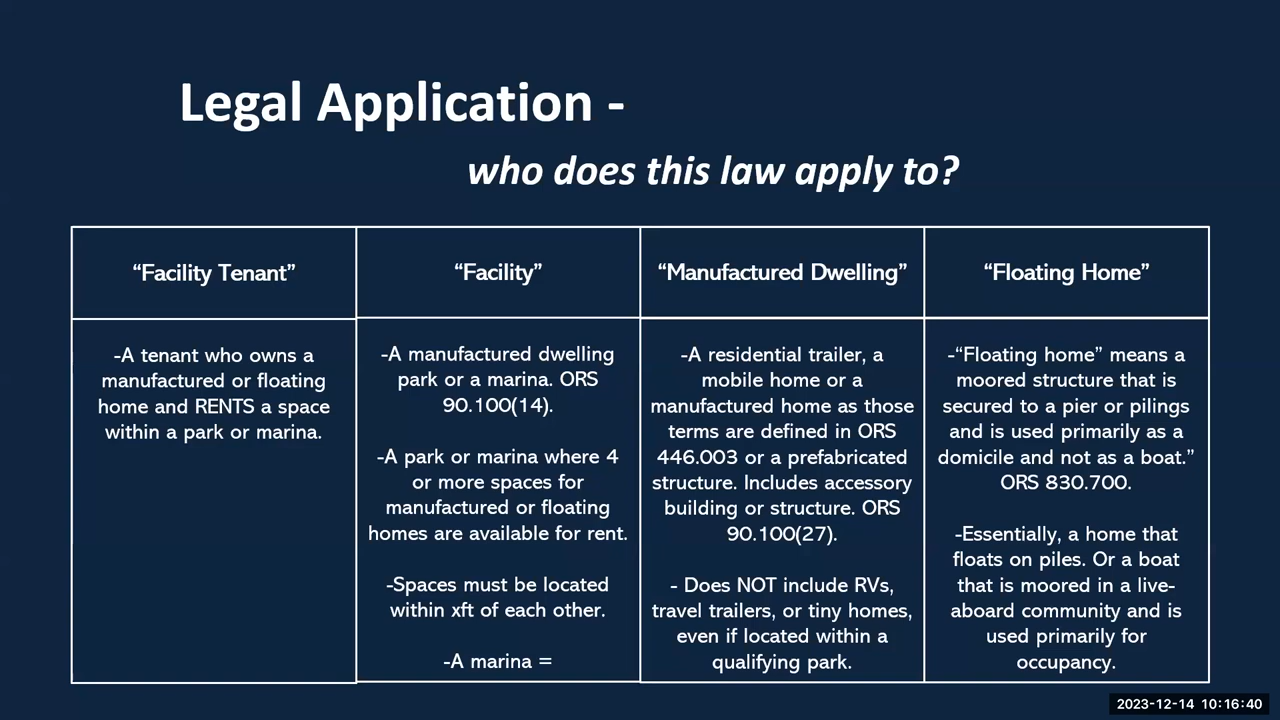 Legal Application -
who does this law apply to?
“Facility Tenant”
“Facility”
“Manufactured Dwelling”
“Floating Home”
-A tenant who owns a
manufactured or floating
home and RENTS a space
within a park or marina.
-A manufactured dwelling
park or a marina. ORS
90.100(14).
-A park or marina where 4
or more spaces for
manufactured or floating
homes are available for rent.
-Spaces must be located
within xft of each other.
-A marina =
-A residential trailer, a
mobile home or a
manufactured home as those
terms are defined in ORS
446.003 or a prefabricated
structure. Includes accessory
building or structure. ORS
90.100(27).
- Does NOT include RVs,
travel trailers, or tiny homes,
even if located within a
qualifying park.
-“Floating home” means a
moored structure that is
secured to a pier or pilings
and is used primarily as a
domicile and not as a boat.”
ORS 830.700.
-Essentially, a home that
floats on piles. Or a boat
that is moored in a live-
aboard community and is
used primarily for
occupancy.
2023-12-14 10:16:40